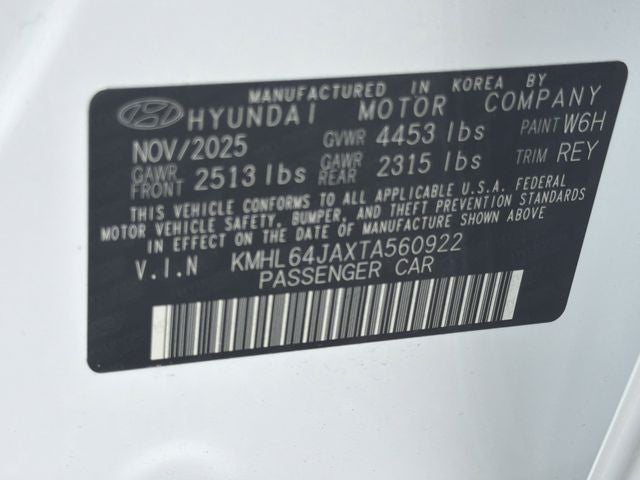 MANUFACTURED IN KOREA BY
HYUNDAI MOTOR COMPANY
NOV/2025 GVWR 4453 lbs PAINT W6H
GAWR FRONT 2513 lbs GAWR REAR 2315 lbs TRIM REY
THIS VEHICLE CONFORMS TO ALL APPLICABLE U.S.A. FEDERAL
MOTOR VEHICLE SAFETY, BUMPER, AND THEFT PREVENTION STANDARDS
IN EFFECT ON THE DATE OF MANUFACTURE SHOWN ABOVE
V.I.N KMHL64JAXTA560922
PASSENGER CAR